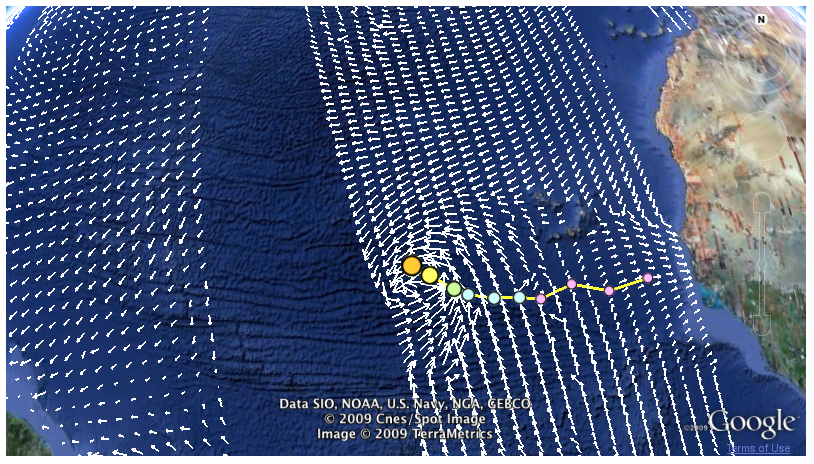 N
Data SIO, NOAA, U.S. Navy, NGA, GEBCO
© 2009 Cnes/Spot Image
Image © 2009 TerraMetrics
©2009 Google
Terms of Use